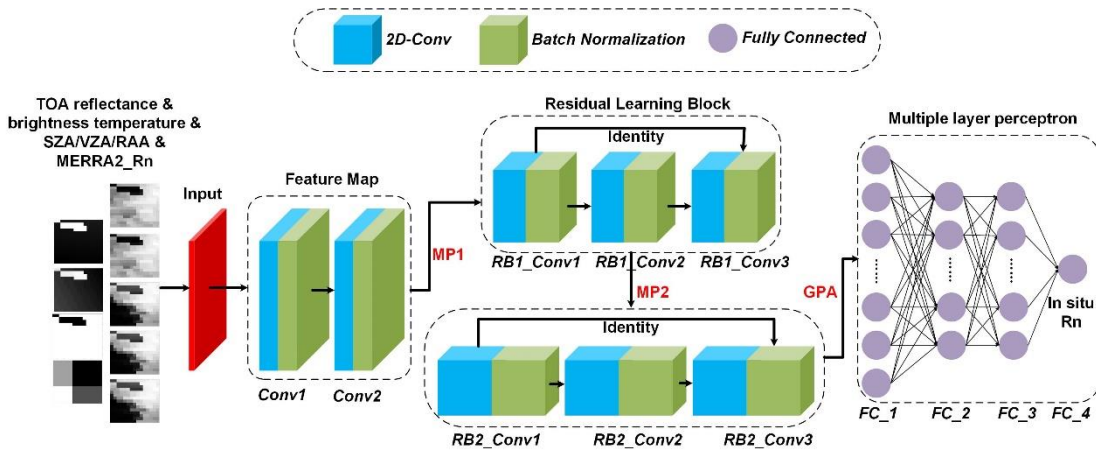 2D-Conv
Batch Normalization
Fully Connected
TOA reflectance &
brightness temperature &
SZA/VZA/RAA &
MERRA2_Rn
Input
Feature Map
Conv1
Conv2
MP1
Residual Learning Block
Identity
RB1_Conv1
RB1_Conv2
RB1_Conv3
MP2
Identity
RB2_Conv1
RB2_Conv2
RB2_Conv3
GPA
Multiple layer perceptron
In situ
Rn
FC_1
FC_2
FC_3
FC_4